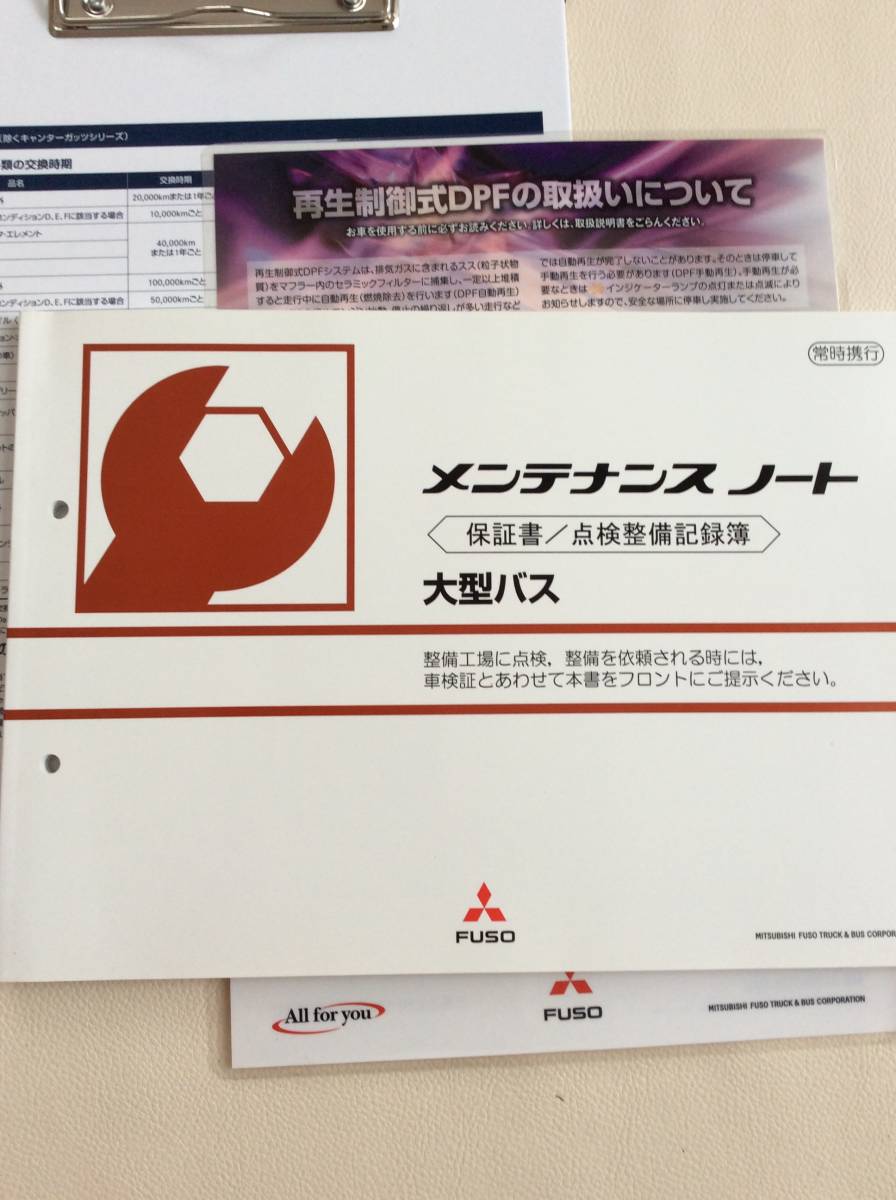 (除くキャンターガッツシリーズ)
類の交換時期
品名
交換時期
20,000kmまたは1年ごと
ンディションD、E、Fに該当する場合
10,000kmごと
エレメント
40,000km
または1年ごと
100,000kmごと
ンディションD、E、Fに該当する場合
50,000kmごと
再生制御式DPFの取扱いについて
お車を使用する前に必ずお読みください。詳しくは、取扱説明書をごらんください。
再生制御式DPFシステムは、排気ガスに含まれるスス(粒子状物
質)をマフラー内のセラミックフィルターに捕集し、一定以上堆積
すると走行中に自動再生(燃焼除去)を行います(DPF自動再生)
では自動再生が完了しないことがあります。そのときは停車して
手動再生を行う必要があります(DPF手動再生)。手動再生が必
要なときは インジケーターランプの点灯または点滅により
お知らせしますので、安全な場所に停車し実施してください。
常時携行
メンテナンス ノート
保証書/点検整備記録簿
大型バス
整備工場に点検,整備を依頼される時には,
車検証とあわせて本書をフロントにご提示ください。
FUSO
MITSUBISHI FUSO TRUCK & BUS CORPOR
All for you
FUSO
MITSUBISHI FUSO TRUCK & BUS CORPORATION